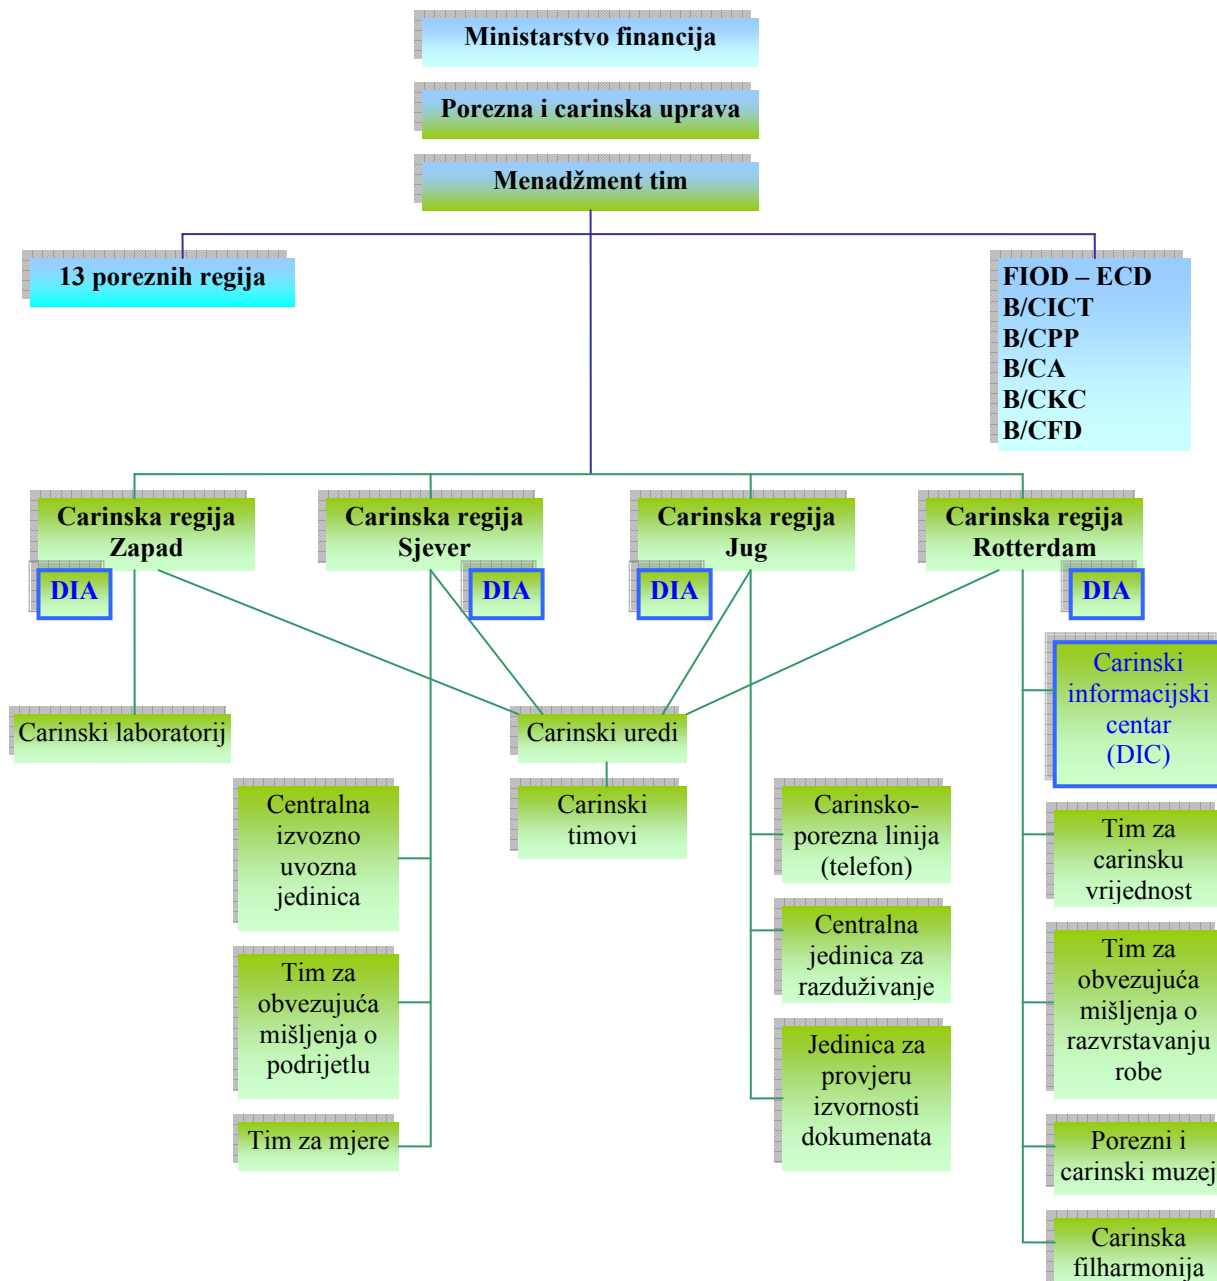 Ministarstvo financija
Porezna i carinska uprava
Menadžment tim
13 poreznih regija
FIOD – ECD
B/CICT
B/CPP
B/CA
B/CKC
B/CFD
Carinska regija
Zapad
Carinska regija
Sjever
Carinska regija
Jug
Carinska regija
Rotterdam
DIA
DIA
DIA
DIA
Carinski laboratorij
Carinski uredi
Carinski
timovi
Centralna
izvozno
uvozna
jedinica
Tim za
obvezujuća
mišljenja o
podrijetlu
Tim za mjere
Carinsko-
porezna linija
(telefon)
Centralna
jedinica za
razduživanje
Jedinica za
provjeru
izvornosti
dokumenata
Carinski
informacijski
centar
(DIC)
Tim za
carinsku
vrijednost
Tim za
obvezujuća
mišljenja o
razvrstavanju
robe
Porezni i
carinski muzej
Carinska
filharmonija